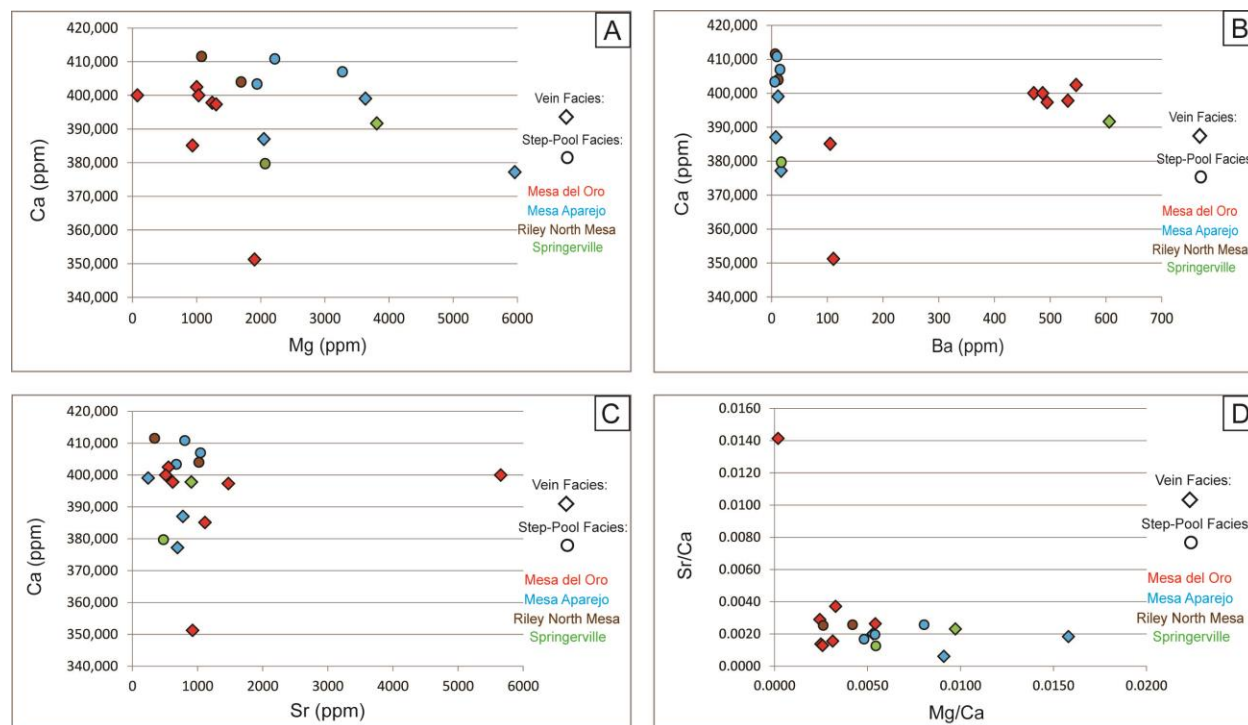 A
420,000
410,000
400,000
390,000
380,000
370,000
360,000
350,000
340,000
Ca (ppm)
0 1000 2000 3000 4000 5000 6000
Mg (ppm)
Vein Facies:
Step-Pool Facies:
Mesa del Oro
Mesa Aparejo
Riley North Mesa
Springerville
B
420,000
410,000
400,000
390,000
380,000
370,000
360,000
350,000
340,000
Ca (ppm)
0 100 200 300 400 500 600 700
Ba (ppm)
Vein Facies:
Step-Pool Facies:
Mesa del Oro
Mesa Aparejo
Riley North Mesa
Springerville
C
420,000
410,000
400,000
390,000
380,000
370,000
360,000
350,000
340,000
Ca (ppm)
0 1000 2000 3000 4000 5000 6000
Sr (ppm)
Vein Facies:
Step-Pool Facies:
Mesa del Oro
Mesa Aparejo
Riley North Mesa
Springerville
D
0.0160
0.0140
0.0120
0.0100
0.0080
0.0060
0.0040
0.0020
0.0000
Sr/Ca
0.0000 0.0050 0.0100 0.0150 0.0200
Mg/Ca
Vein Facies:
Step-Pool Facies:
Mesa del Oro
Mesa Aparejo
Riley North Mesa
Springerville